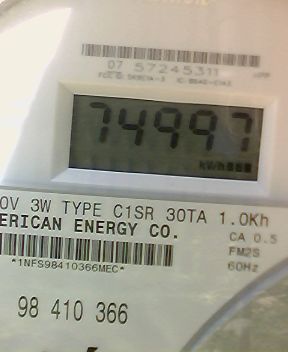 07 57245311
74997
kWh
0V 3W TYPE C1SR 30TA 1.0Kh
ERICAN ENERGY CO.
CA 0.5
FM2S
60Hz
*1NFS98410366MEC*
98 410 366